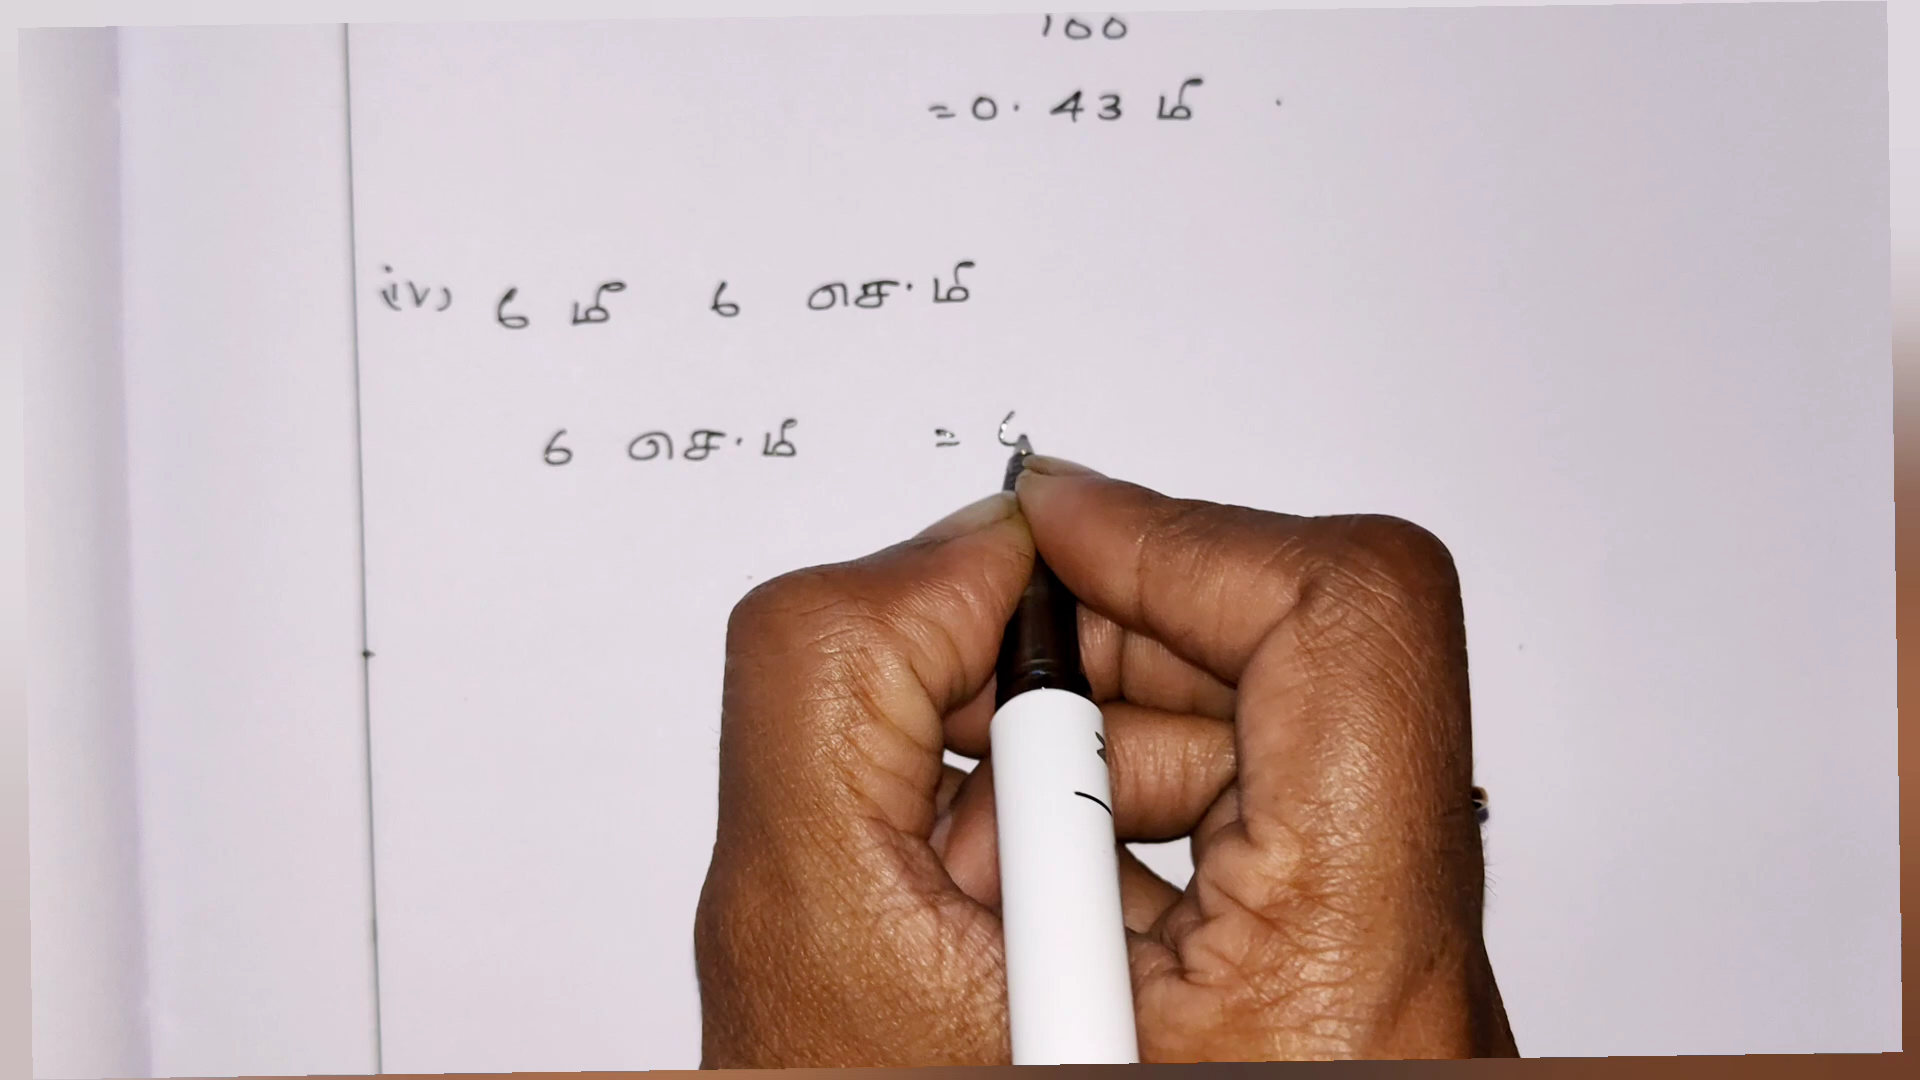 100
= 0.43 மீ
iv) 6 மீ 6 செ.மீ
6 செ.மீ = 6